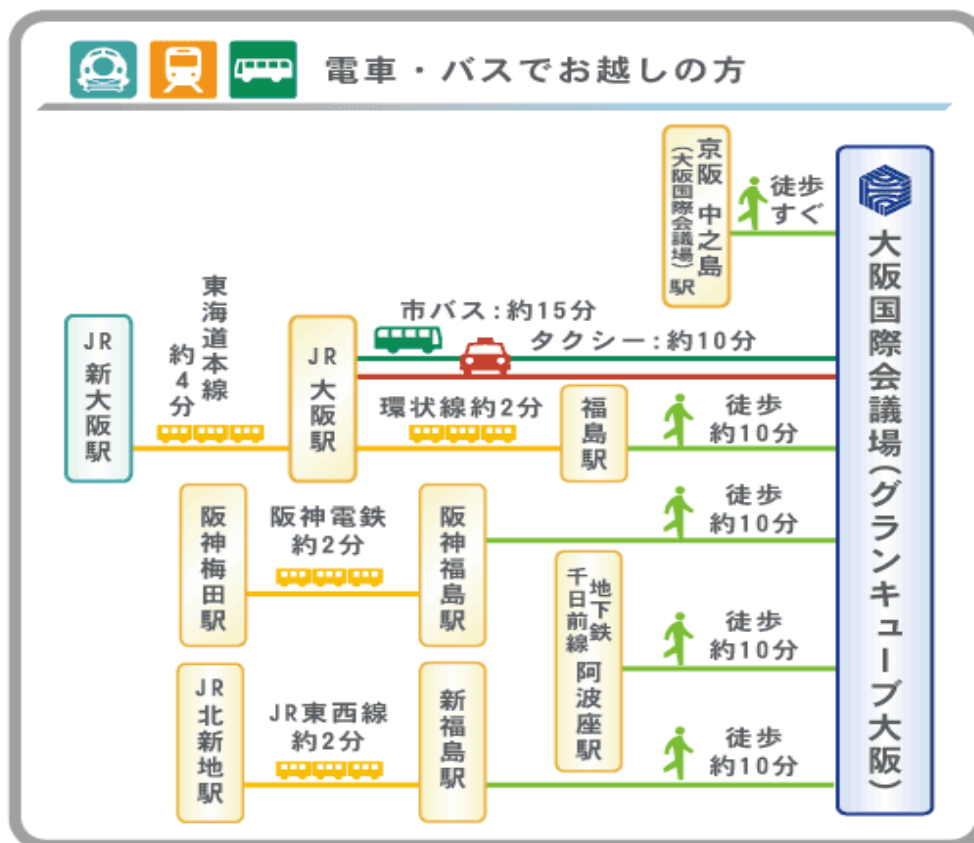 電車・バスでお越しの方
京阪 中之島
(大阪国際会議場)駅
徒歩
すぐ
大阪国際会議場(グランキューブ大阪)
市バス:約15分
タクシー:約10分
JR 新大阪駅
東海道本線
約4分
JR 大阪駅
環状線約2分
福島駅
徒歩
約10分
阪神梅田駅
阪神電鉄
約2分
阪神福島駅
徒歩
約10分
地下鉄
千日前線
阿波座駅
徒歩
約10分
JR北新地駅
JR東西線
約2分
新福島駅
徒歩
約10分